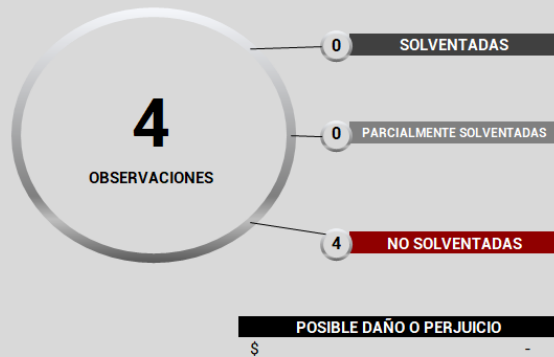 4
OBSERVACIONES
0 SOLVENTADAS
0 PARCIALMENTE SOLVENTADAS
4 NO SOLVENTADAS
POSIBLE DAÑO O PERJUICIO
$ -